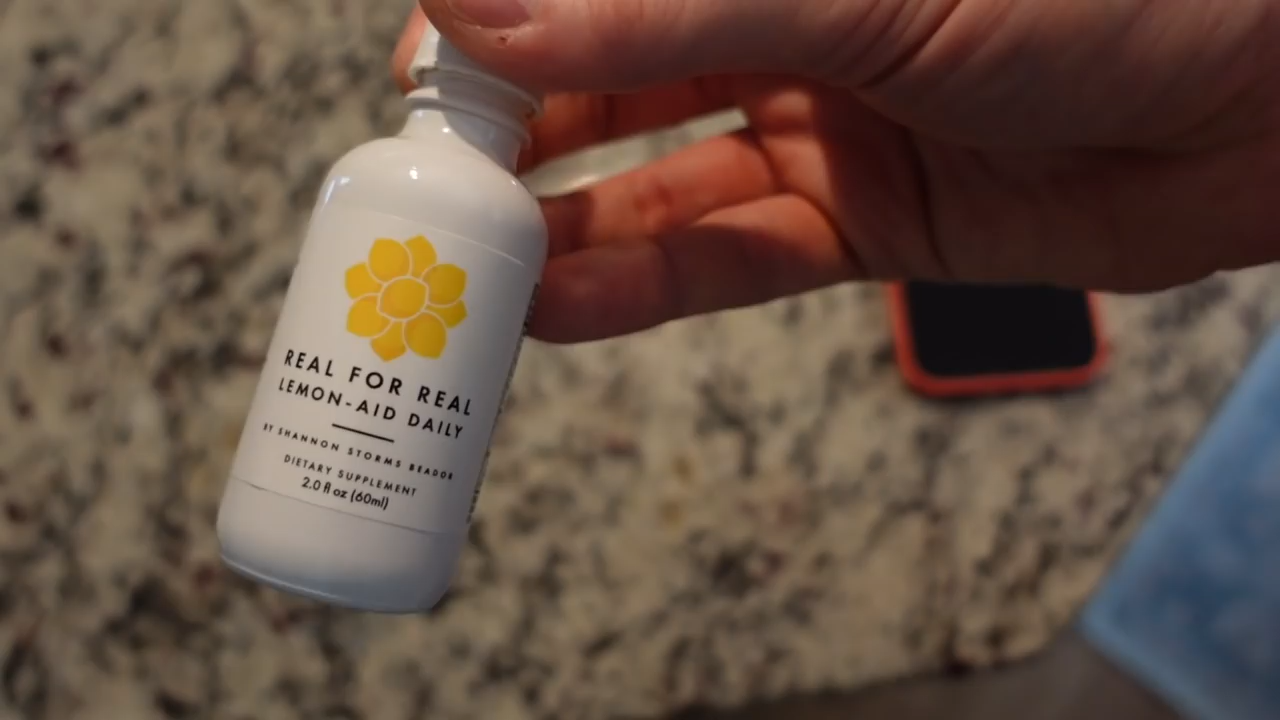 REAL FOR REAL
LEMON-AID DAILY
BY SHANNON STORMS BEADOR
DIETARY SUPPLEMENT
2.0 fl oz (60ml)